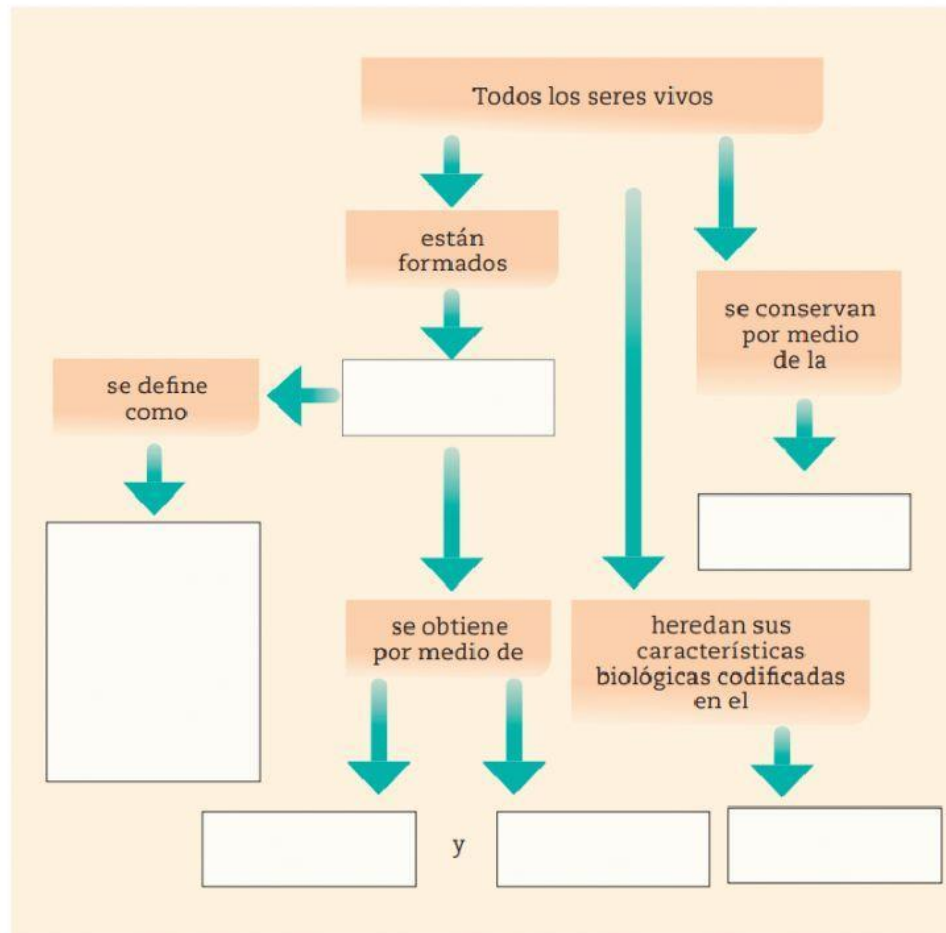 Todos los seres vivos
están
formados
se conservan
por medio
de la
se define
como
se obtiene
por medio de
heredan sus
características
biológicas codificadas
en el
y